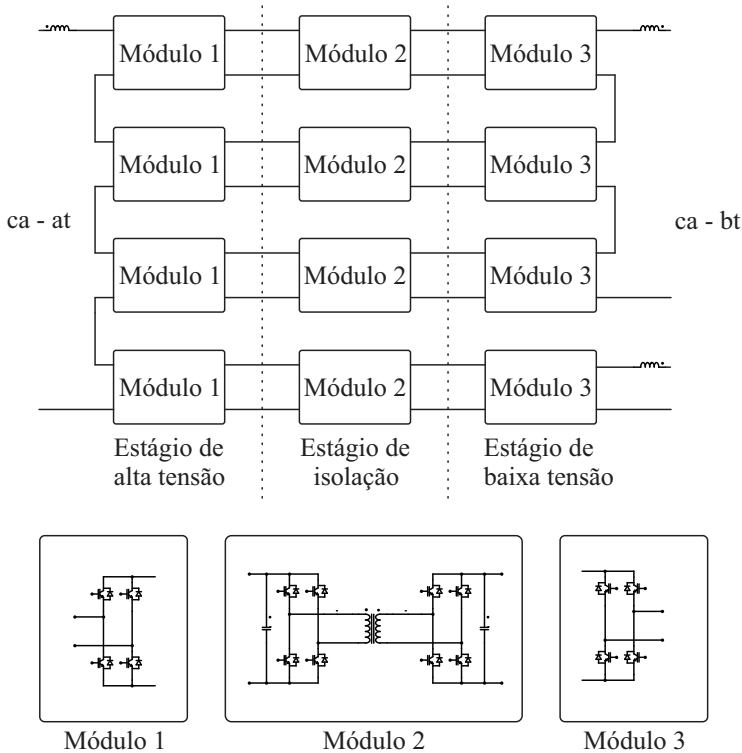 Módulo 1 Módulo 2 Módulo 3
Módulo 1 Módulo 2 Módulo 3
ca - at ca - bt
Módulo 1 Módulo 2 Módulo 3
Módulo 1 Módulo 2 Módulo 3
Estágio de Estágio de Estágio de
alta tensão isolação baixa tensão
Módulo 1 Módulo 2 Módulo 3